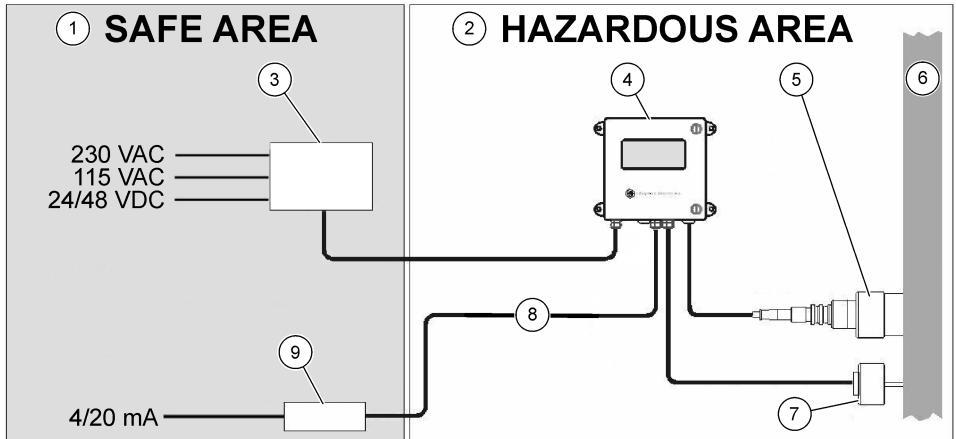 1 SAFE AREA
2 HAZARDOUS AREA
3
4
5
6
230 VAC
115 VAC
24/48 VDC
8
9
4/20 mA
7